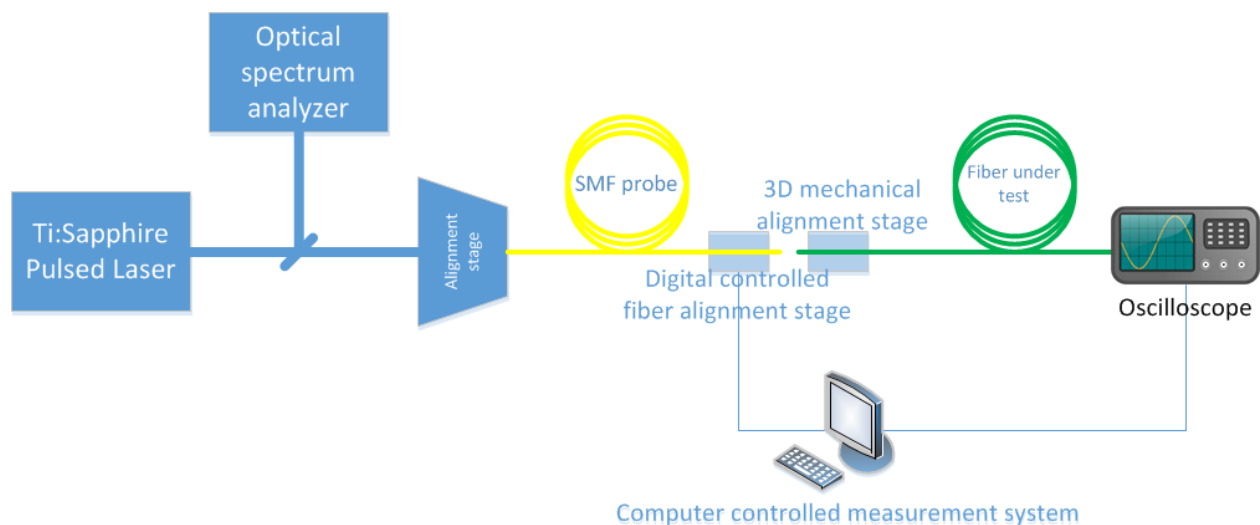 Optical
spectrum
analyzer
Ti:Sapphire
Pulsed Laser
Alignment
stage
SMF probe
3D mechanical
alignment stage
Fiber under
test
Digital controlled
fiber alignment stage
Oscilloscope
Computer controlled measurement system